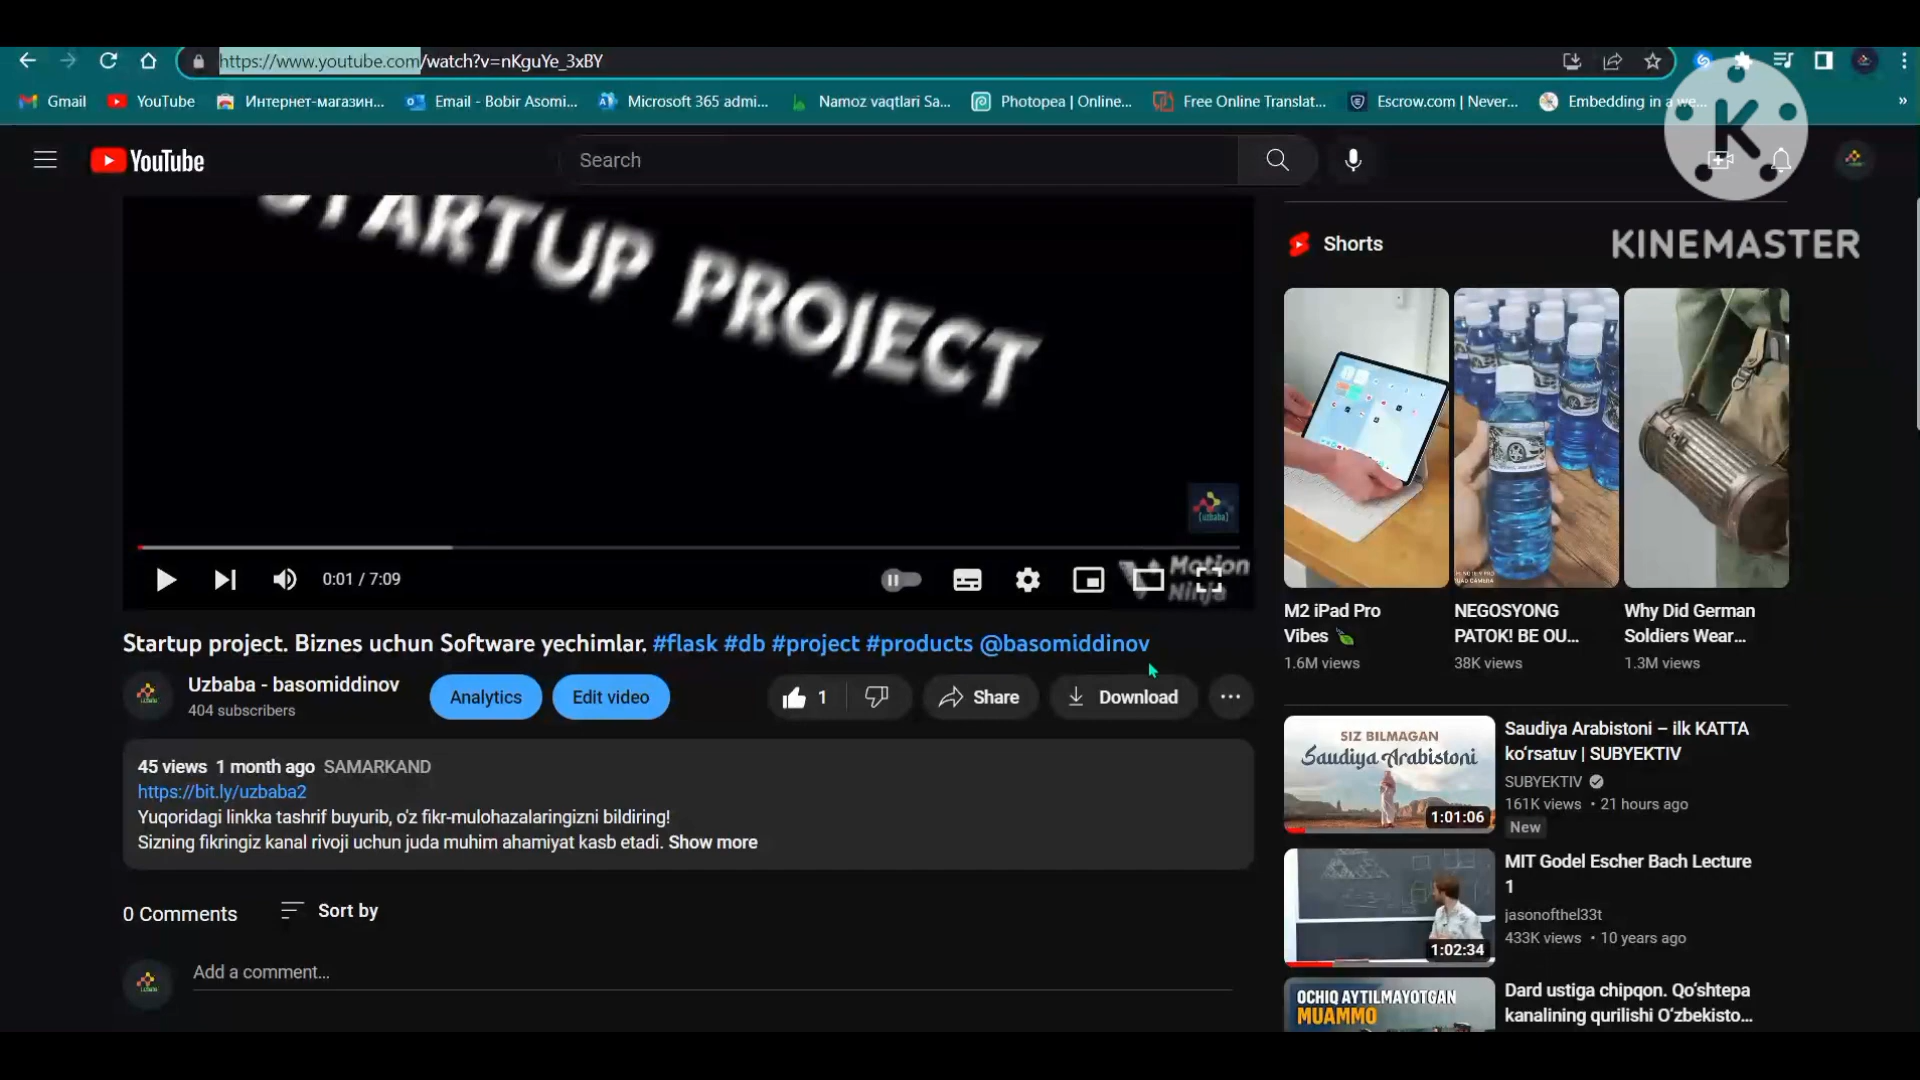 https://www.youtube.com/watch?v=nKguYe_3xBY
Gmail
YouTube
Интернет-магазин...
Email - Bobir Asomi...
Microsoft 365 admi...
Namoz vaqtlari Sa...
Photopea | Online...
Free Online Translat...
Escrow.com | Never...
Embedding in a we...
»
K
KINEMASTER
YouTube
Search
STARTUP PROJECT
{uzbaba}
Motion
Ninja
0:01 / 7:09
Startup project. Biznes uchun Software yechimlar. #flask #db #project #products @basomiddinov
Uzbaba - basomiddinov
404 subscribers
Analytics
Edit video
1
Share
Download
45 views 1 month ago SAMARKAND
https://bit.ly/uzbaba2
Yuqoridagi linkka tashrif buyurib, o'z fikr-mulohazalaringizni bildiring!
Sizning fikringiz kanal rivoji uchun juda muhim ahamiyat kasb etadi. Show more
0 Comments
Sort by
Add a comment...
Shorts
M2 iPad Pro
Vibes
1.6M views
NEGOSYONG
PATOK! BE OU...
38K views
Why Did German
Soldiers Wear...
1.3M views
SIZ BILMAGAN
Saudiya Arabistoni
1:01:06
Saudiya Arabistoni – ilk KATTA
ko‘rsatuv | SUBYEKTIV
SUBYEKTIV
161K views • 21 hours ago
New
1:02:34
MIT Godel Escher Bach Lecture
1
jasonofthel33t
433K views • 10 years ago
OCHIQ AYTILMAYOTGAN
MUAMMO
Dard ustiga chipqon. Qo‘shtepa
kanalining qurilishi O‘zbekisto...